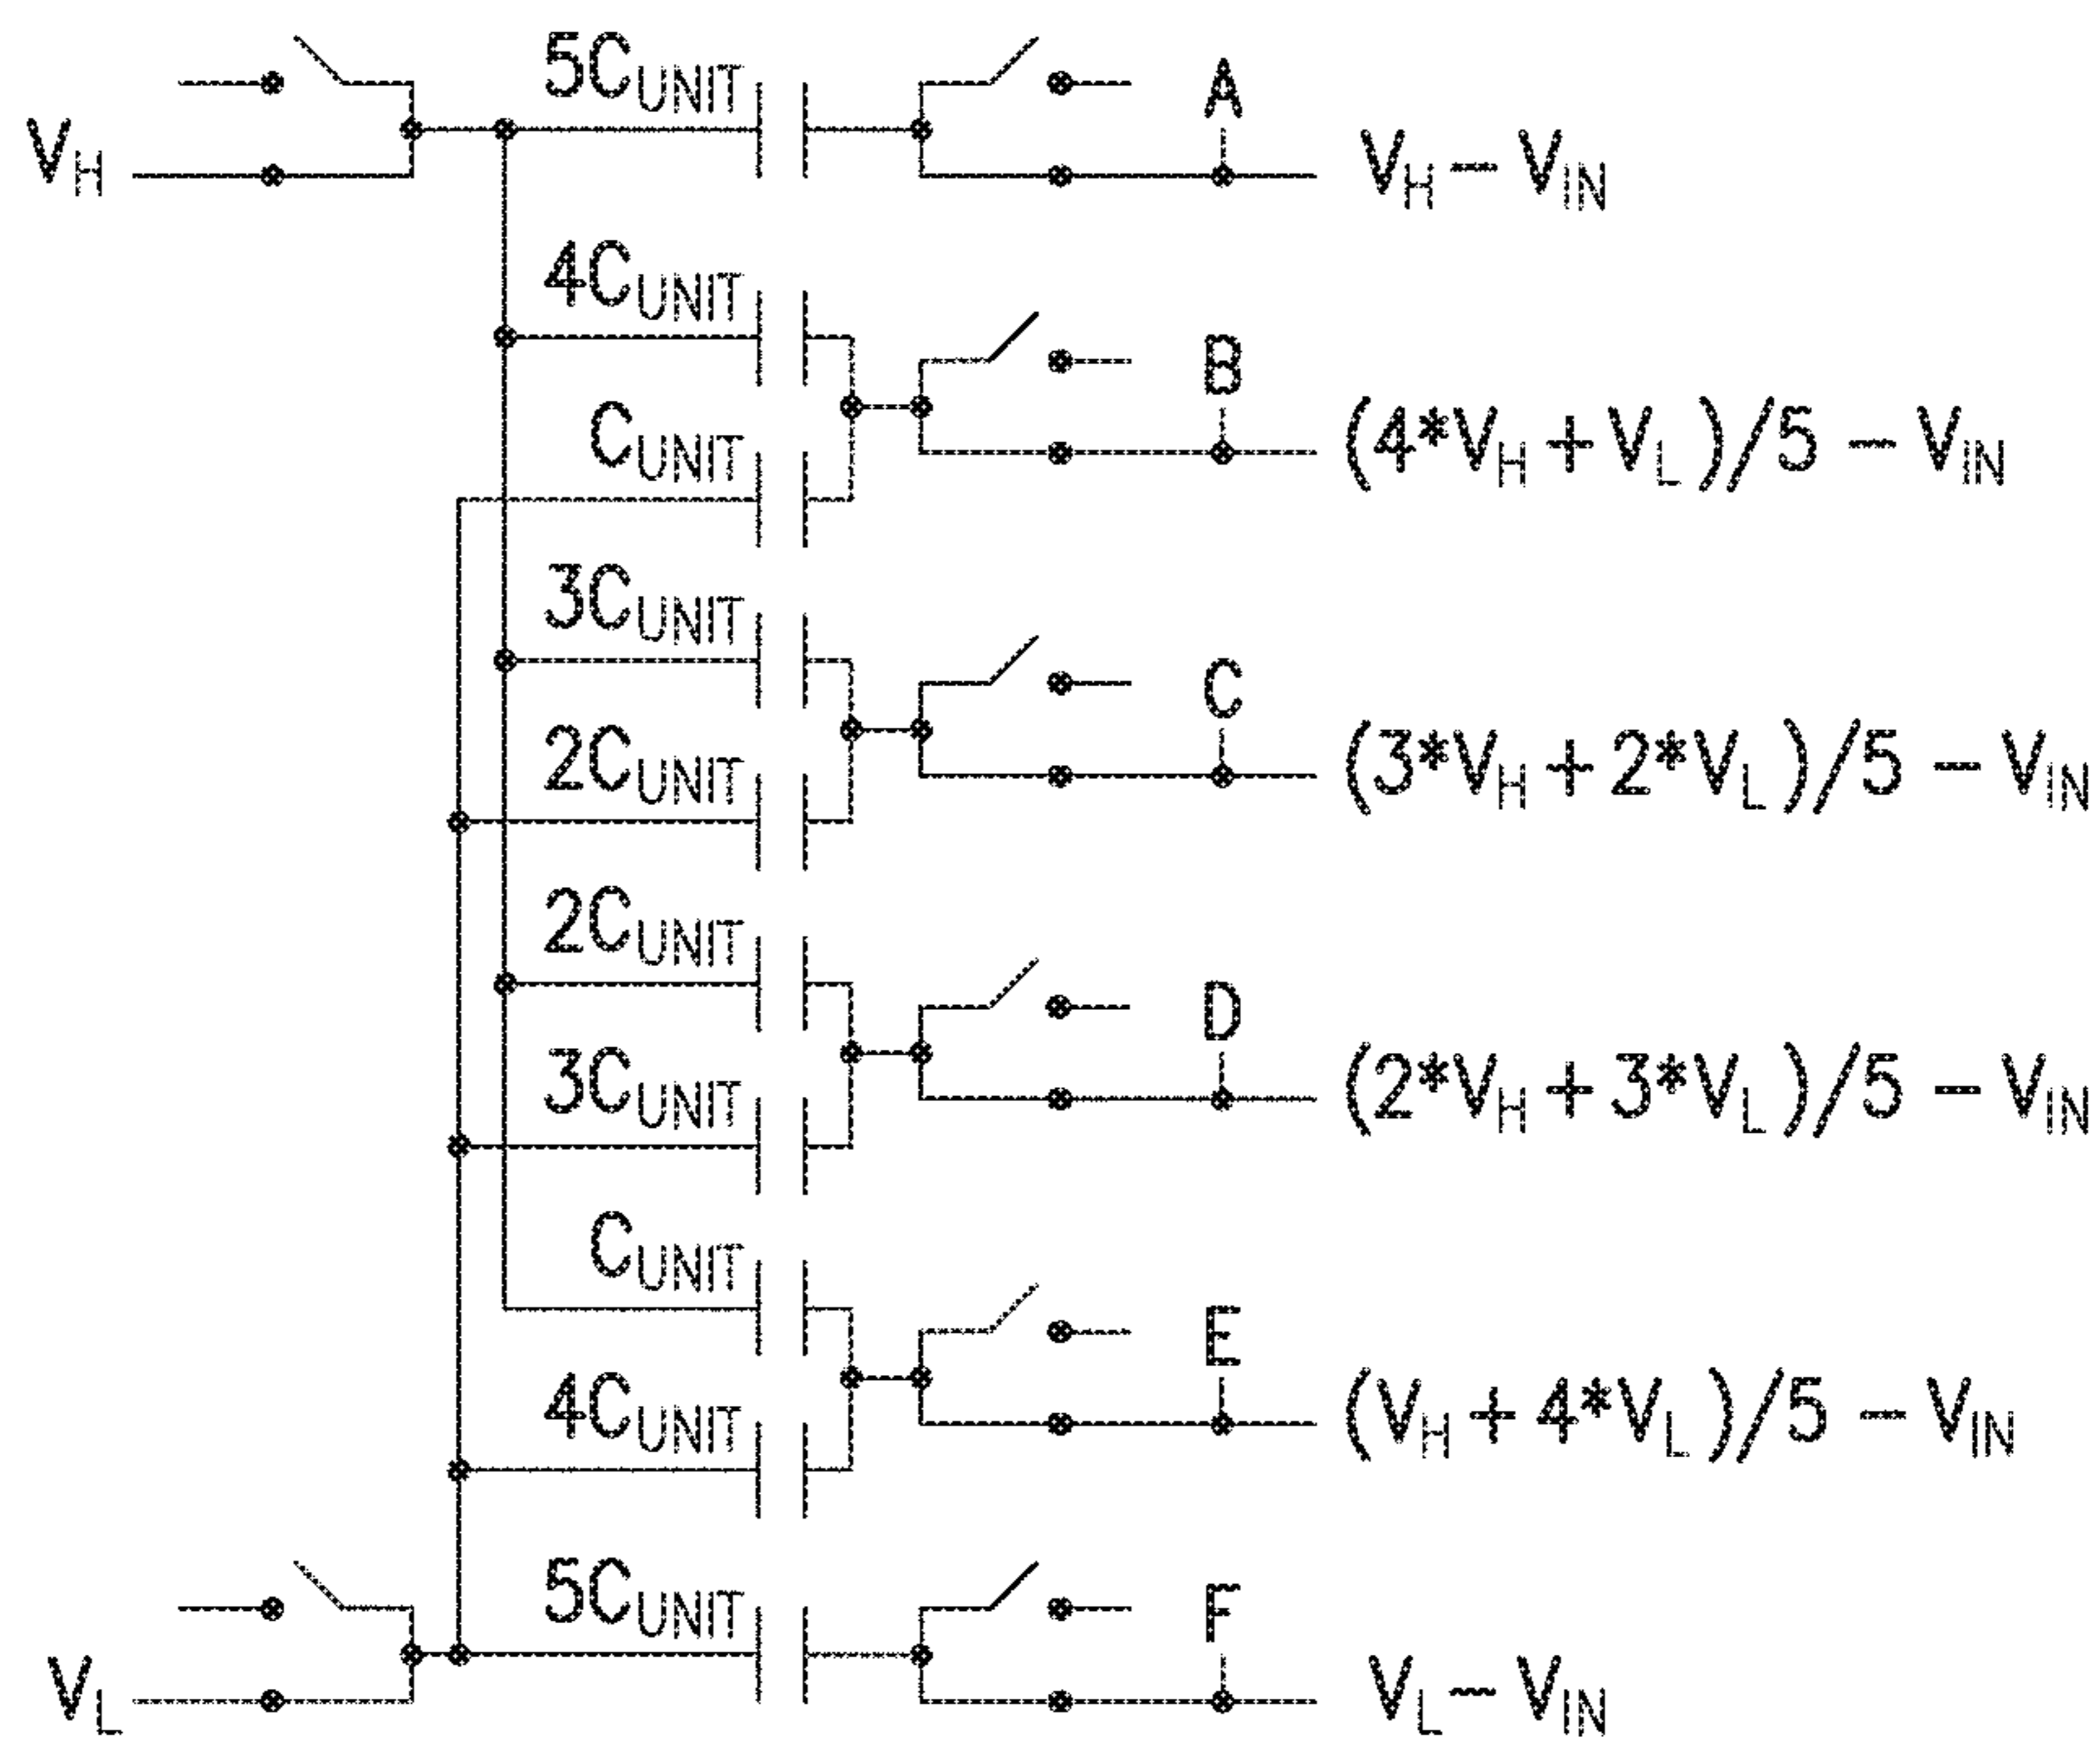 5C_UNIT A
V_H V_H – V_IN
4C_UNIT
B
C_UNIT (4*V_H + V_L)/5 – V_IN
3C_UNIT
C
2C_UNIT (3*V_H + 2*V_L)/5 – V_IN
2C_UNIT
D
3C_UNIT (2*V_H + 3*V_L)/5 – V_IN
C_UNIT
E
4C_UNIT (V_H + 4*V_L)/5 – V_IN
5C_UNIT F
V_L V_L – V_IN